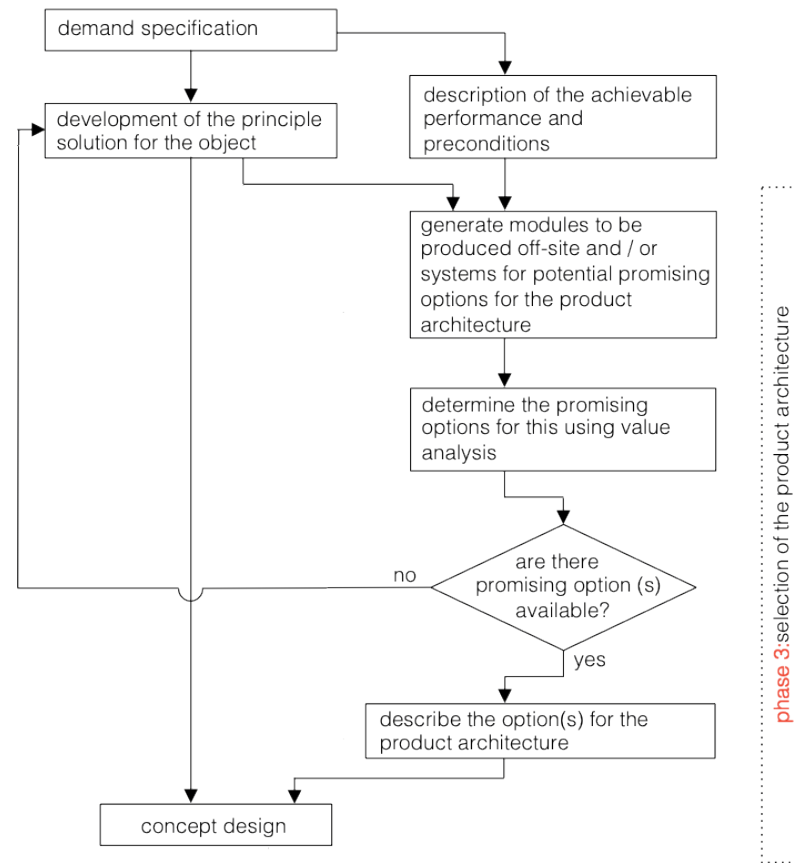 demand specification
description of the achievable
performance and
preconditions
development of the principle
solution for the object
generate modules to be
produced off-site and / or
systems for potential promising
options for the product
architecture
determine the promising
options for this using value
analysis
are there
promising option (s)
available?
no
yes
describe the option(s) for the
product architecture
concept design
phase 3:selection of the product architecture